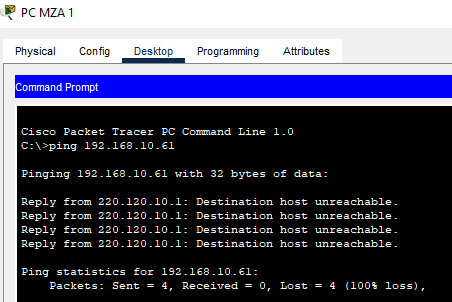 PC MZA 1
Physical Config Desktop Programming Attributes
Command Prompt
Cisco Packet Tracer PC Command Line 1.0
C:\>ping 192.168.10.61
Pinging 192.168.10.61 with 32 bytes of data:
Reply from 220.120.10.1: Destination host unreachable.
Reply from 220.120.10.1: Destination host unreachable.
Reply from 220.120.10.1: Destination host unreachable.
Reply from 220.120.10.1: Destination host unreachable.
Ping statistics for 192.168.10.61:
Packets: Sent = 4, Received = 0, Lost = 4 (100% loss),